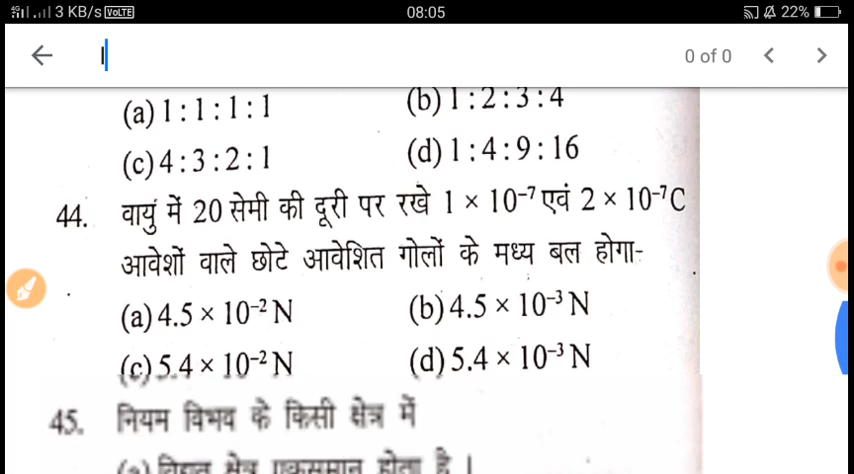 4G 3 KB/s VoLTE 08:05 22%
0 of 0
(a) 1 : 1 : 1 : 1 (b) 1 : 2 : 3 : 4
(c) 4 : 3 : 2 : 1 (d) 1 : 4 : 9 : 16
44. वायु में 20 सेमी की दूरी पर रखे 1 × 10⁻⁷ एवं 2 × 10⁻⁷C
आवेशों वाले छोटे आवेशित गोलों के मध्य बल होगा-
(a) 4.5 × 10⁻² N (b) 4.5 × 10⁻³ N
(c) 5.4 × 10⁻² N (d) 5.4 × 10⁻³ N
45. नियम विभव के किसी क्षेत्र में
(a) विद्युत क्षेत्र एकसमान होता है ।